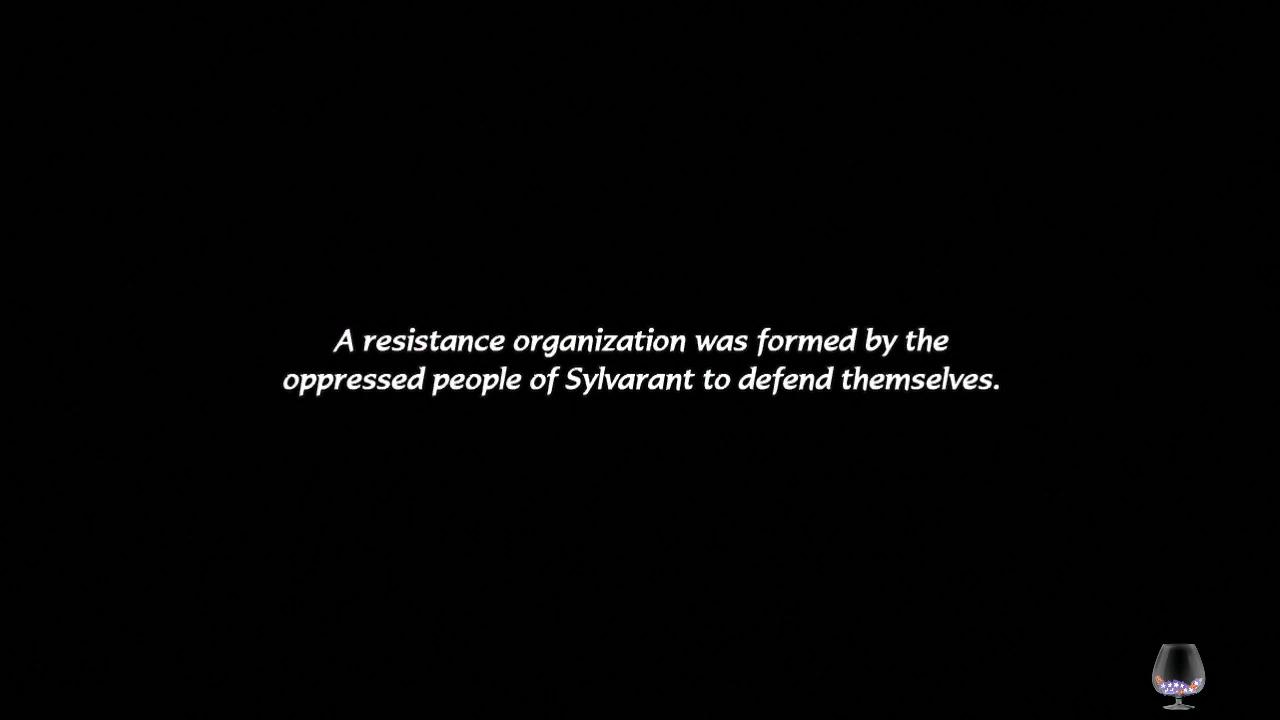 A resistance organization was formed by the
oppressed people of Sylvarant to defend themselves.